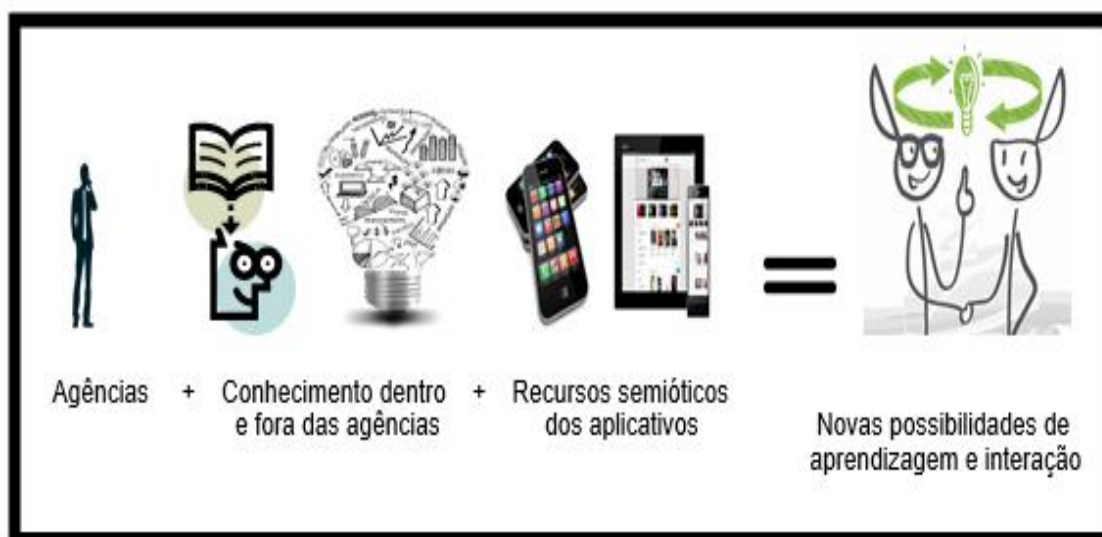 Agências + Conhecimento dentro + Recursos semióticos
e fora das agências dos aplicativos
=
Novas possibilidades de
aprendizagem e interação